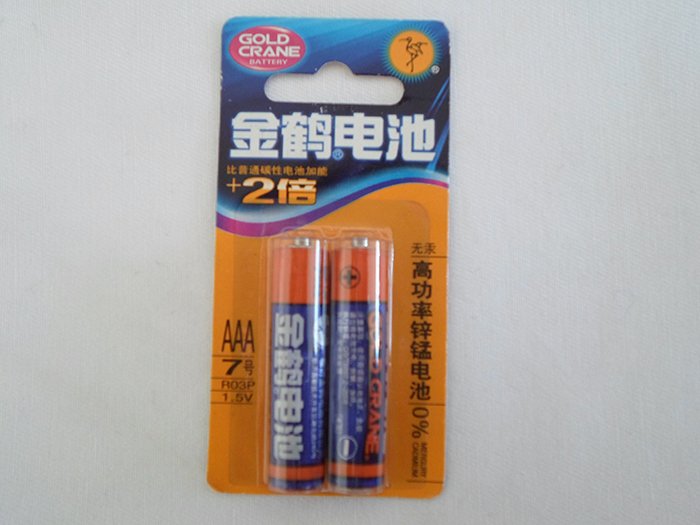 GOLD
CRANE
BATTERY
®
金鹤®电池
比普通碳性电池加能
+2倍
AAA
7号
R03P
1.5V
金鹤电池
GOLD CRANE
无汞
高功率锌锰电池
0% MERCURY
CADMIUM